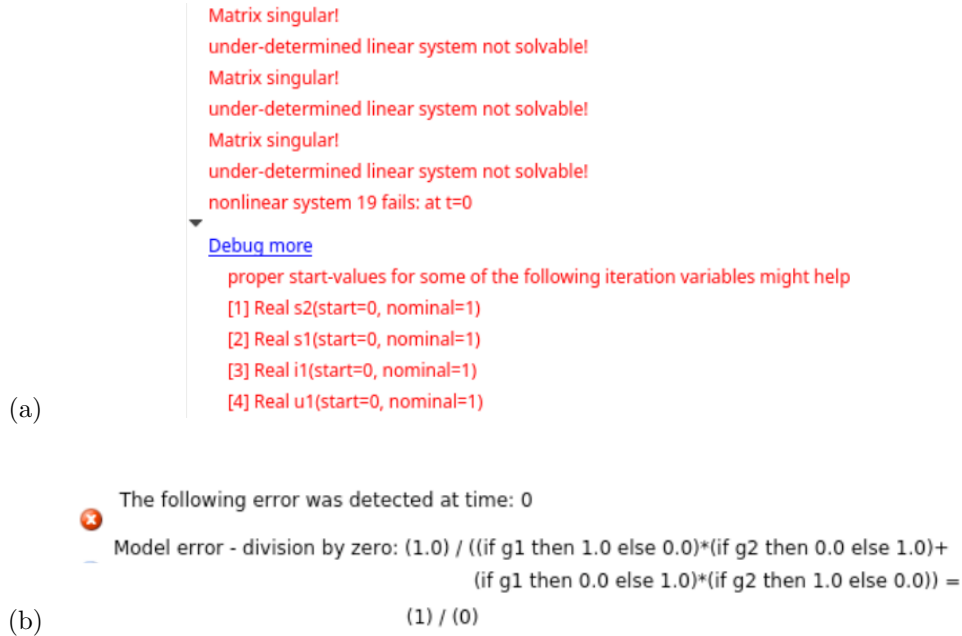 Matrix singular!
under-determined linear system not solvable!
Matrix singular!
under-determined linear system not solvable!
Matrix singular!
under-determined linear system not solvable!
nonlinear system 19 fails: at t=0
Debug more
proper start-values for some of the following iteration variables might help
[1] Real s2(start=0, nominal=1)
[2] Real s1(start=0, nominal=1)
[3] Real i1(start=0, nominal=1)
[4] Real u1(start=0, nominal=1)
(a)
The following error was detected at time: 0
Model error - division by zero: (1.0) / ((if g1 then 1.0 else 0.0)*(if g2 then 0.0 else 1.0)+
(if g1 then 0.0 else 1.0)*(if g2 then 1.0 else 0.0)) =
(1) / (0)
(b)